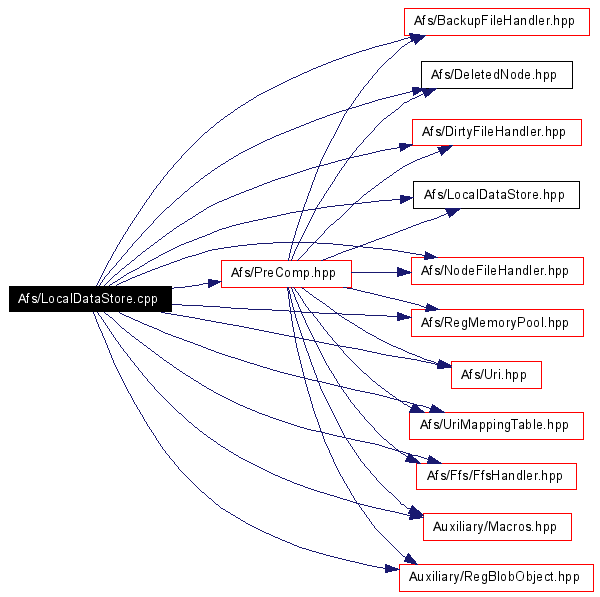 Afs/BackupFileHandler.hpp
Afs/DeletedNode.hpp
Afs/DirtyFileHandler.hpp
Afs/LocalDataStore.hpp
Afs/PreComp.hpp
Afs/NodeFileHandler.hpp
Afs/LocalDataStore.cpp
Afs/RegMemoryPool.hpp
Afs/Uri.hpp
Afs/UriMappingTable.hpp
Afs/Ffs/FfsHandler.hpp
Auxiliary/Macros.hpp
Auxiliary/RegBlobObject.hpp